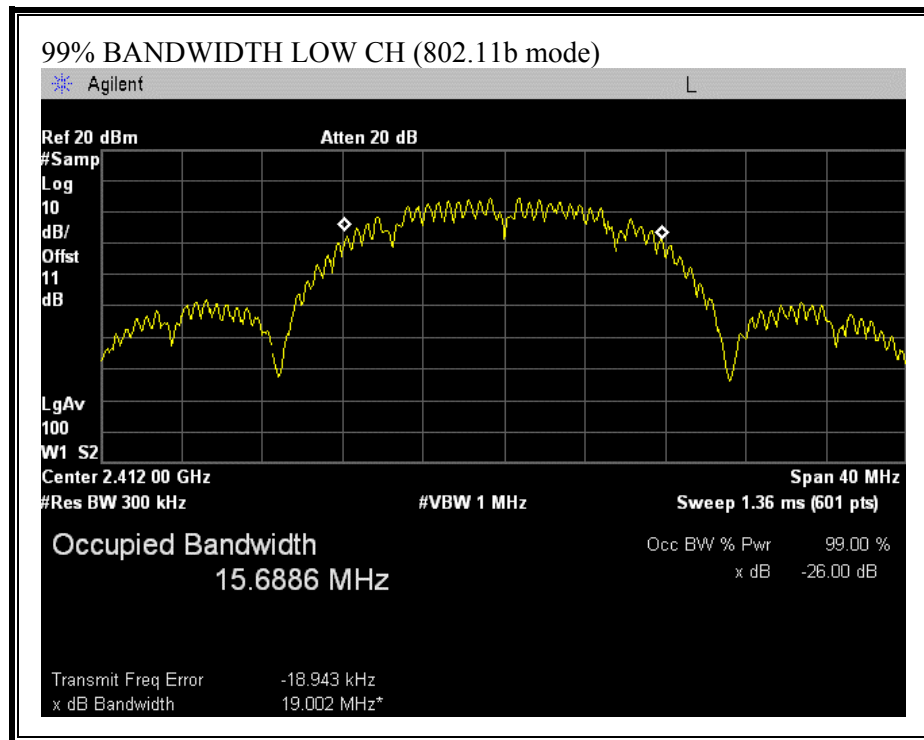 99% BANDWIDTH LOW CH (802.11b mode)
Agilent L
Ref 20 dBm Atten 20 dB
#Samp
Log
10
dB/
Offst
11
dB
LgAv
100
W1 S2
Center 2.412 00 GHz Span 40 MHz
#Res BW 300 kHz #VBW 1 MHz Sweep 1.36 ms (601 pts)
Occupied Bandwidth Occ BW % Pwr 99.00 %
15.6886 MHz x dB -26.00 dB
Transmit Freq Error -18.943 kHz
x dB Bandwidth 19.002 MHz*